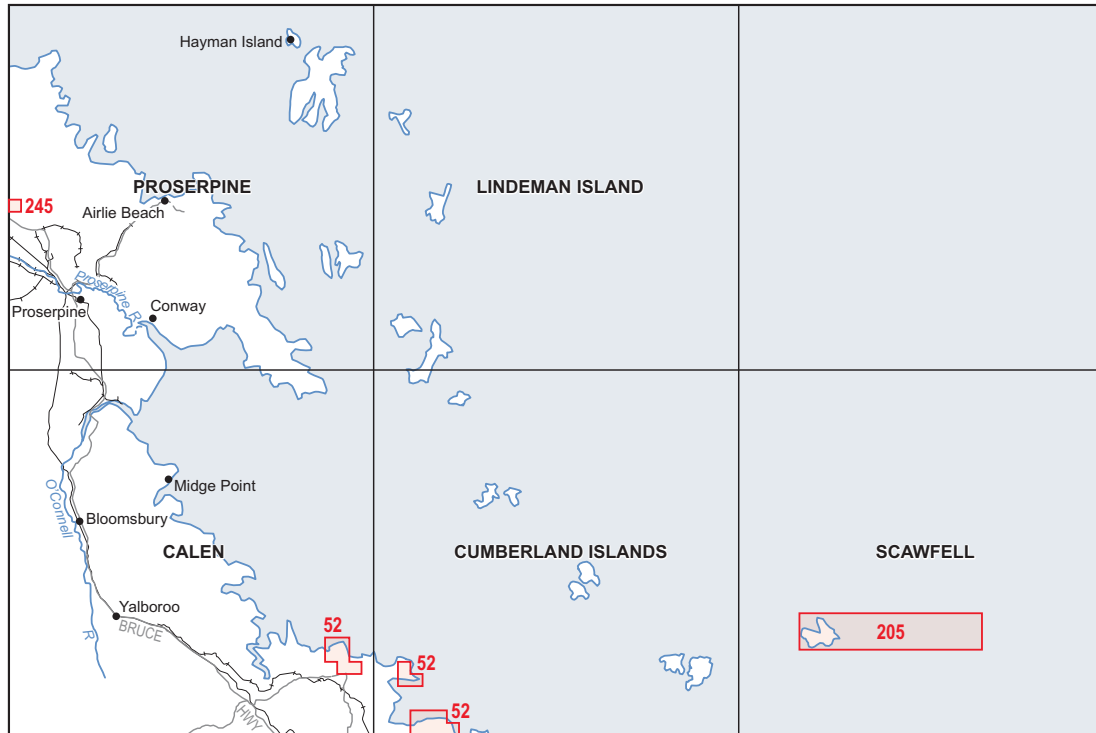 Hayman Island
PROSERPINE
LINDEMAN ISLAND
245
Airlie Beach
Proserpine R
Proserpine
Conway
Midge Point
O'Connell
R
Bloomsbury
CALEN
CUMBERLAND ISLANDS
SCAWFELL
Yalboroo
BRUCE
HWY
52
205
52
52